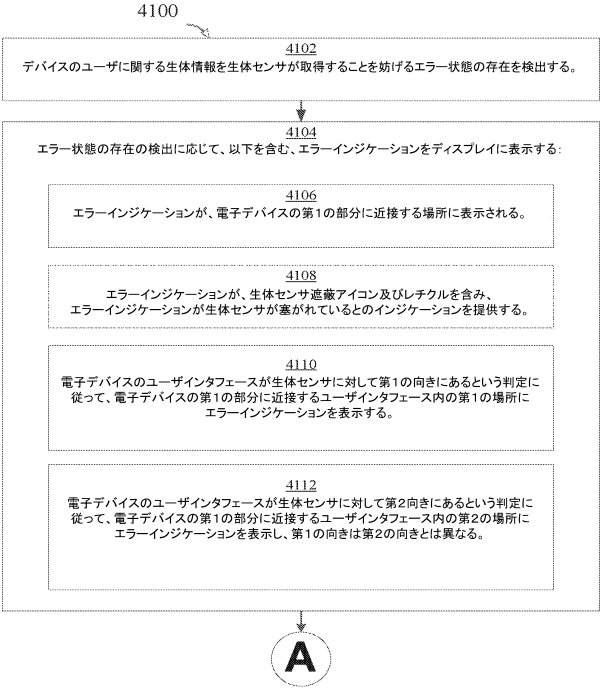 4100
4102
デバイスのユーザに関する生体情報を生体センサが取得することを妨げるエラー状態の存在を検出する。
4104
エラー状態の存在の検出に応じて、以下を含む、エラーインジケーションをディスプレイに表示する：
4106
エラーインジケーションが、電子デバイスの第１の部分に近接する場所に表示される。
4108
エラーインジケーションが、生体センサ遮蔽アイコン及びレチクルを含み、
エラーインジケーションが生体センサが塞がれているとのインジケーションを提供する。
4110
電子デバイスのユーザインタフェースが生体センサに対して第１の向きにあるという判定に
従って、電子デバイスの第１の部分に近接するユーザインタフェース内の第１の場所に
エラーインジケーションを表示する。
4112
電子デバイスのユーザインタフェースが生体センサに対して第２向きにあるという判定に
従って、電子デバイスの第１の部分に近接するユーザインタフェース内の第２の場所に
エラーインジケーションを表示し、第１の向きは第２の向きとは異なる。
A